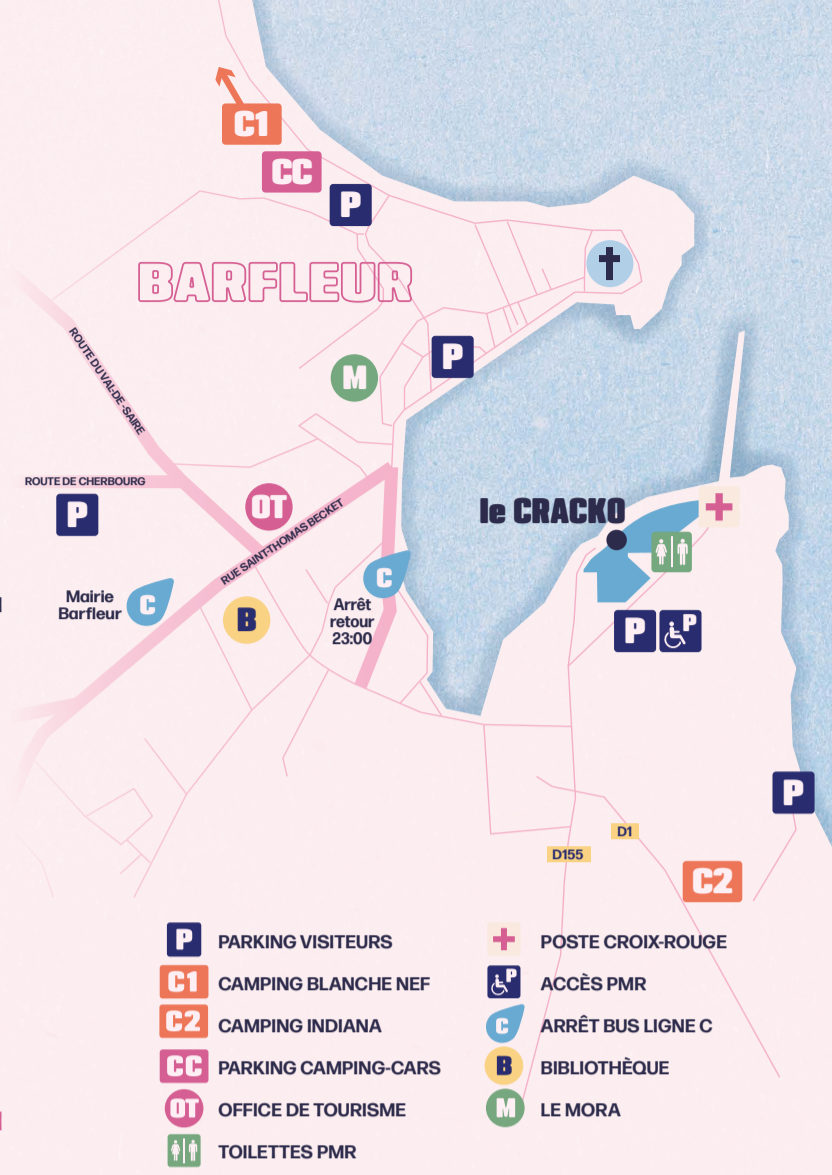 C1
CC
P
BARFLEUR
P
M
ROUTE DU VAL-DE-SAIRE
ROUTE DE CHERBOURG
P
OT
RUE SAINT-THOMAS BECKET
le CRACKO
Mairie
Barfleur
C
B
C
Arrêt
retour
23:00
P
P
P
D1
D155
C2
P PARKING VISITEURS
C1 CAMPING BLANCHE NEF
C2 CAMPING INDIANA
CC PARKING CAMPING-CARS
OT OFFICE DE TOURISME
TOILETTES PMR
POSTE CROIX-ROUGE
P ACCÈS PMR
C ARRÊT BUS LIGNE C
B BIBLIOTHÈQUE
M LE MORA